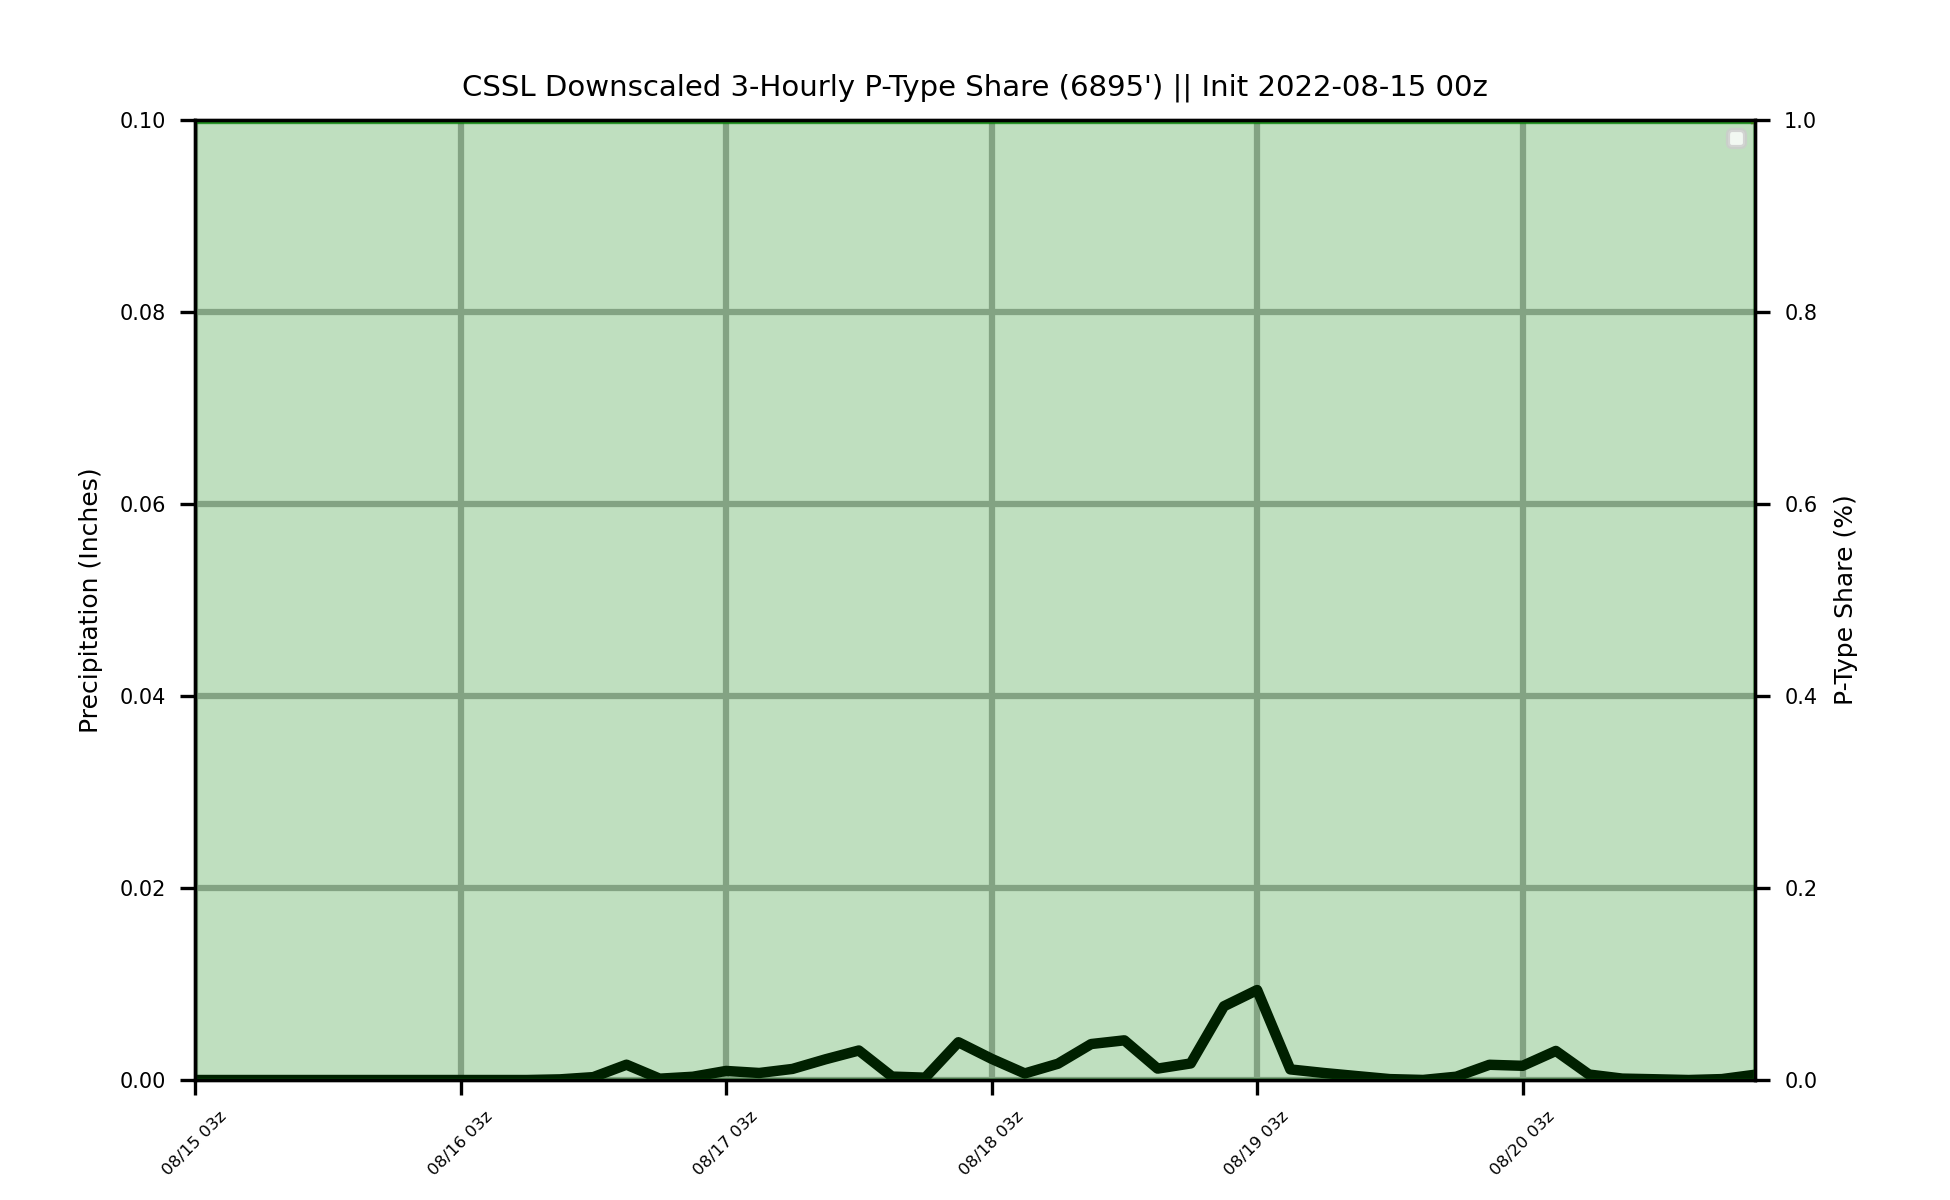 CSSL Downscaled 3-Hourly P-Type Share (6895') || Init 2022-08-15 00z
Precipitation (Inches)
0.10
0.08
0.06
0.04
0.02
0.00
1.0
0.8
0.6
0.4
0.2
0.0
P-Type Share (%)
08/15 03z
08/16 03z
08/17 03z
08/18 03z
08/19 03z
08/20 03z